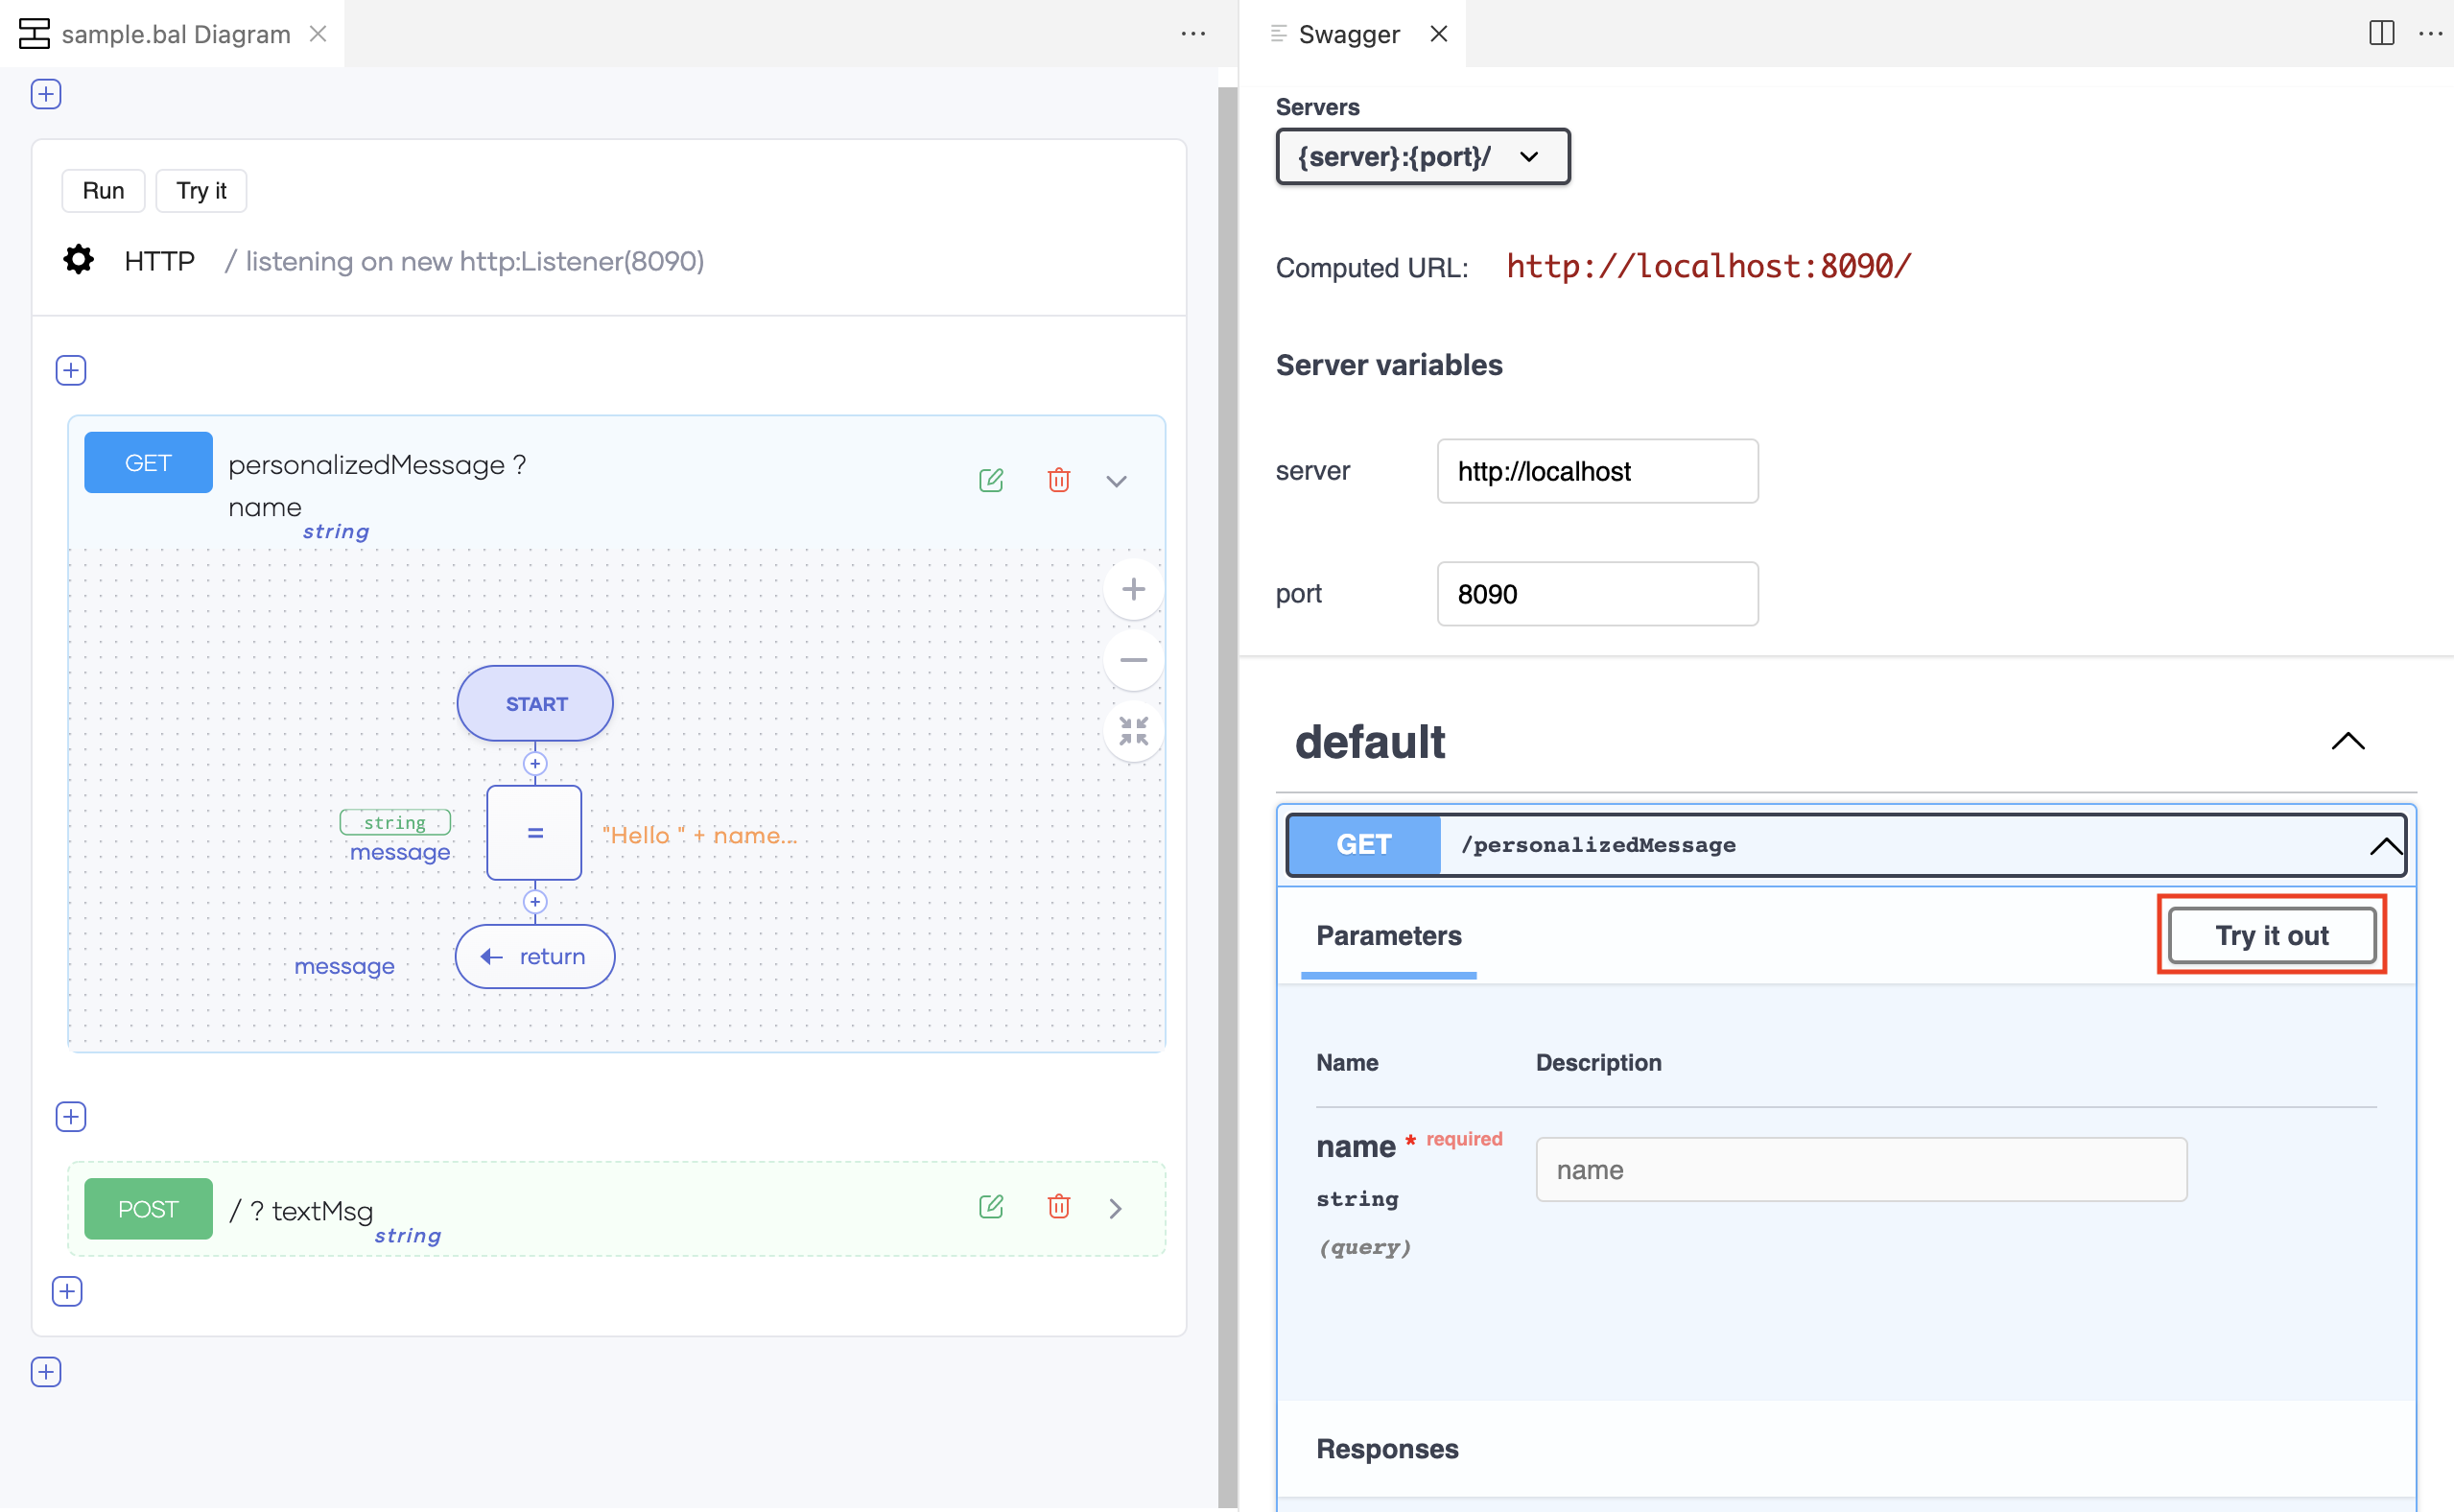 sample.bal Diagram
Run
Try it
HTTP / listening on new http:Listener(8090)
GET
personalizedMessage ?
name
string
START
string
message
=
"Hello " + name...
message
return
POST
/ ? textMsg
string
Swagger
Servers
{server}:{port}/
Computed URL: http://localhost:8090/
Server variables
server
http://localhost
port
8090
default
GET
/personalizedMessage
Parameters
Try it out
Name
Description
name * required
name
string
(query)
Responses